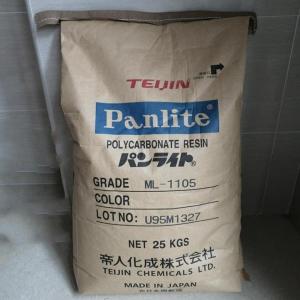 TEIJIN
Panlite®
POLYCARBONATE RESIN
パンライト®
GRADE ML-1105
COLOR
LOT NO: U95M1327
NET 25 KGS
帝人化成株式会社
TEIJIN CHEMICALS LTD.
MADE IN JAPAN